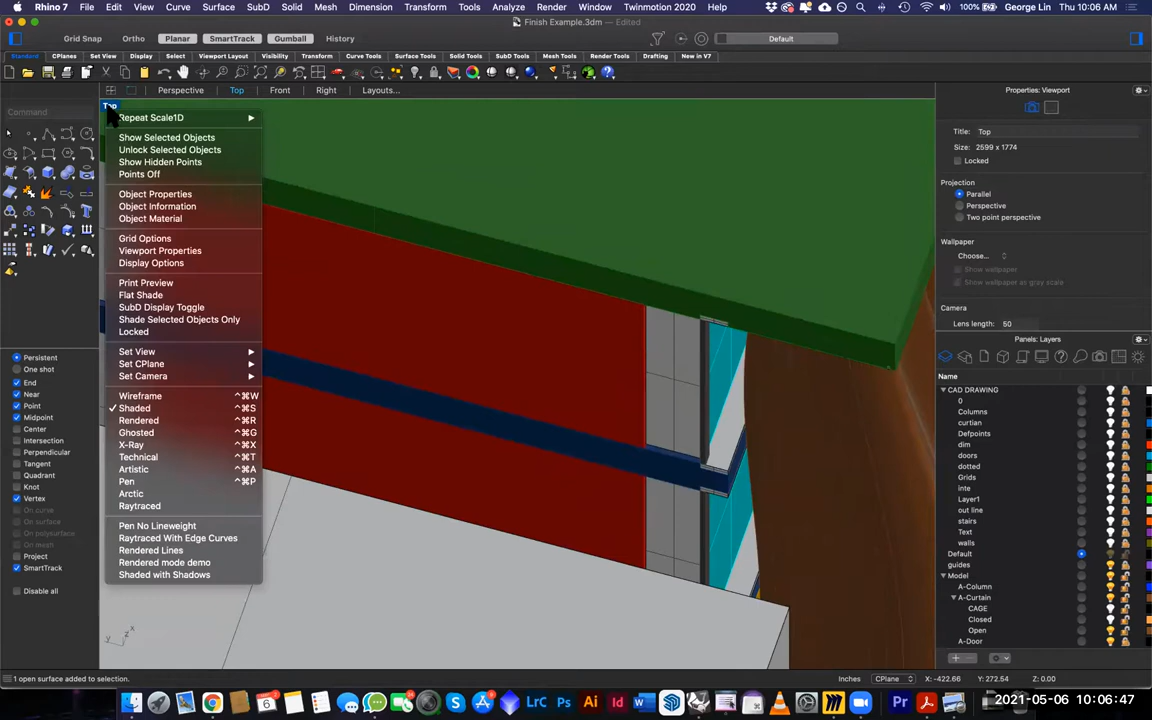 Rhino 7 File Edit View Curve Surface SubD Solid Mesh Dimension Transform Tools Analyze Render Window Twinmotion 2020 Help 100% George Lin Thu 10:06 AM
Finish Example.3dm — Edited
Grid Snap Ortho Planar SmartTrack Gumball History Default
Standard CPlanes Set View Display Select Viewport Layout Visibility Transform Curve Tools Surface Tools Solid Tools SubD Tools Mesh Tools Render Tools Drafting New in V7
Perspective Top Front Right Layouts...
Properties: Viewport
Command
Top
Repeat Scale1D
Show Selected Objects
Unlock Selected Objects
Show Hidden Points
Points Off
Object Properties
Object Information
Object Material
Grid Options
Viewport Properties
Display Options
Print Preview
Flat Shade
SubD Display Toggle
Shade Selected Objects Only
Locked
Set View
Set CPlane
Set Camera
Wireframe ^⌘W
✓ Shaded ^⌘S
Rendered ^⌘R
Ghosted ^⌘G
X-Ray ^⌘X
Technical ^⌘T
Artistic ^⌘A
Pen ^⌘P
Arctic
Raytraced
Pen No Lineweight
Raytraced With Edge Curves
Rendered Lines
Rendered mode demo
Shaded with Shadows
Persistent
One shot
End
Near
Point
Midpoint
Center
Intersection
Perpendicular
Tangent
Quadrant
Knot
Vertex
On curve
On surface
On polysurface
On mesh
Project
SmartTrack
Disable all
Title: Top
Size: 2599 x 1774
Locked
Projection
Parallel
Perspective
Two point perspective
Wallpaper
Choose...
Show wallpaper
Show wallpaper as gray scale
Camera
Lens length: 50
Panels: Layers
Name
CAD DRAWING
0
Columns
curtian
Defpoints
dim
doors
dotted
Grids
inte
Layer1
out line
stairs
Text
walls
Default
guides
Model
A-Column
A-Curtain
CAGE
Closed
Open
A-Door
y z x
1 open surface added to selection.
Inches CPlane X: -422.66 Y: 272.54 Z: 0.00
LrC Ps Ai Id Pr
2021-05-06 10:06:47